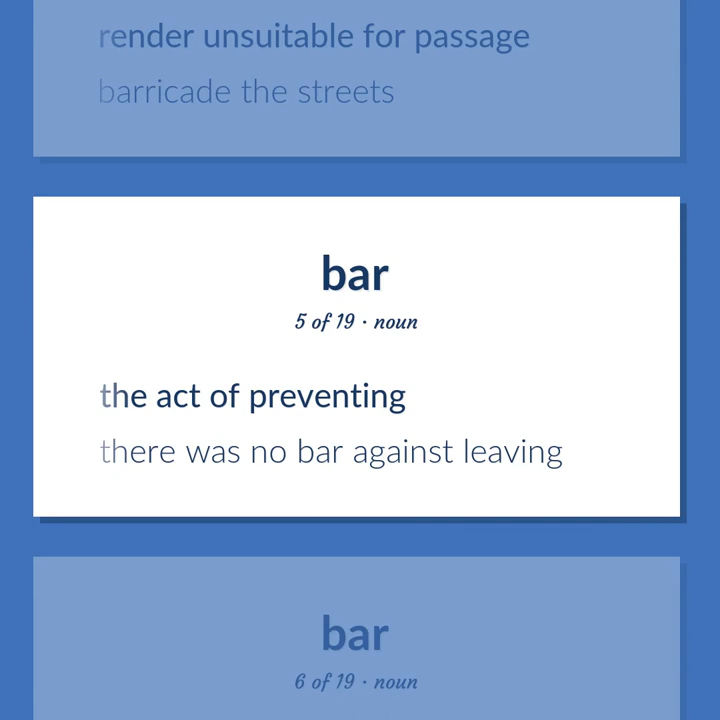 render unsuitable for passage
barricade the streets
bar
5 of 19 · noun
the act of preventing
there was no bar against leaving
bar
6 of 19 · noun